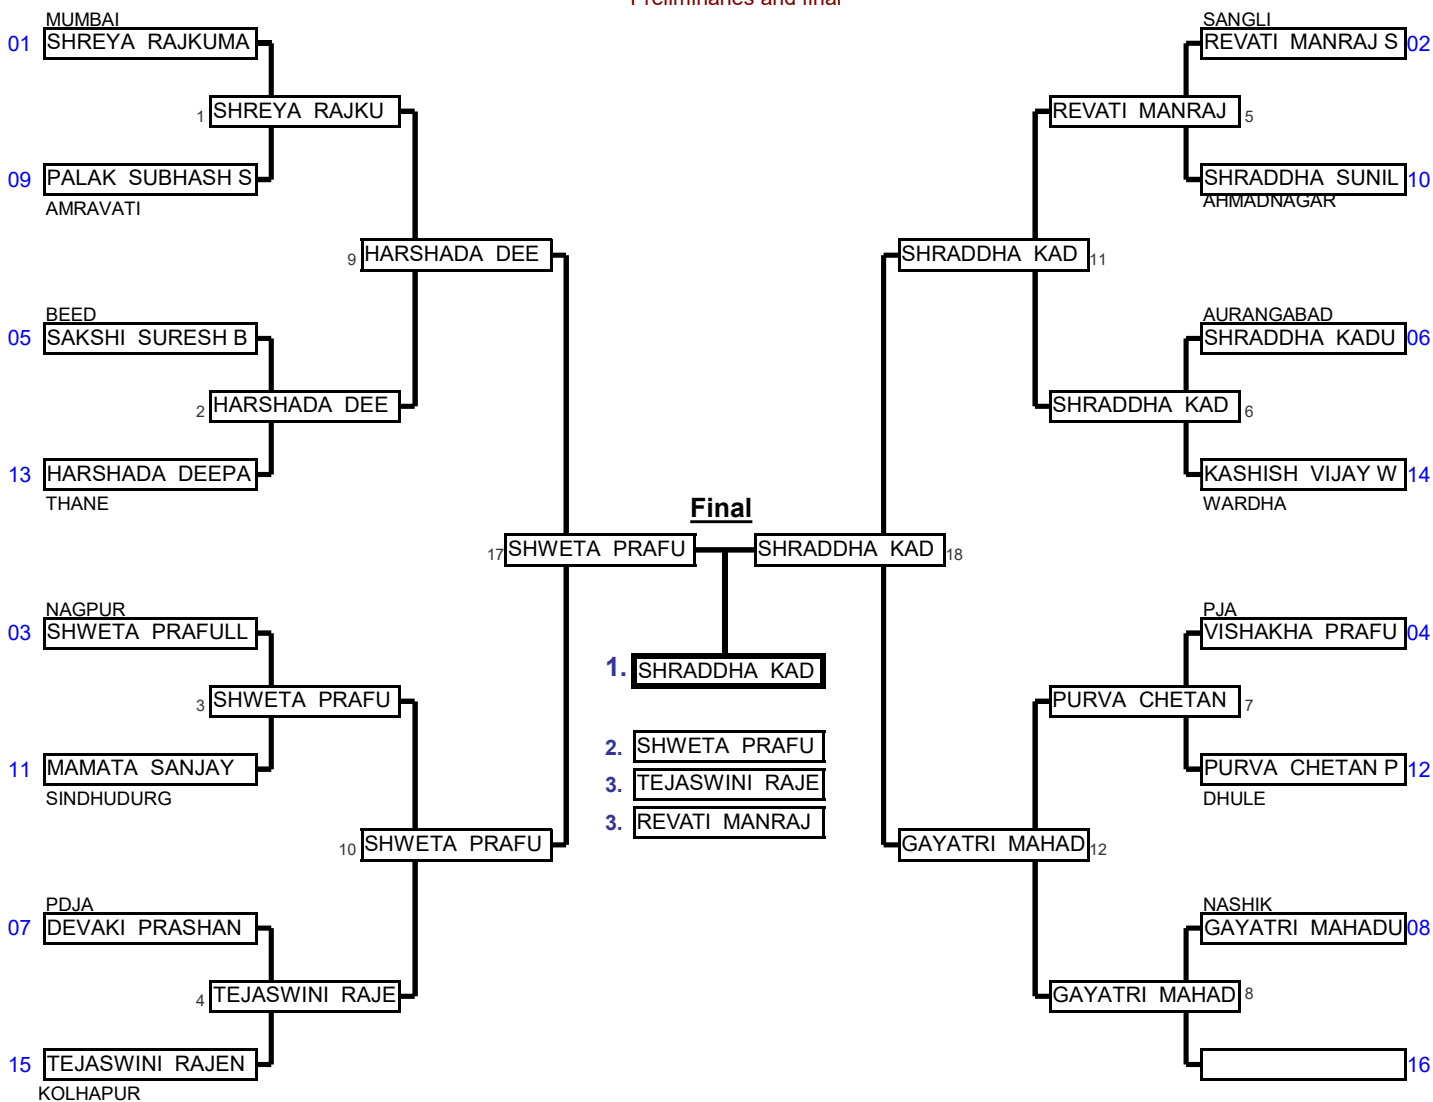 Preliminaries and final
MUMBAI
01 SHREYA RAJKUMA
1 SHREYA RAJKU
09 PALAK SUBHASH S
AMRAVATI
9 HARSHADA DEE
BEED
05 SAKSHI SURESH B
2 HARSHADA DEE
13 HARSHADA DEEPA
THANE
17 SHWETA PRAFU
NAGPUR
03 SHWETA PRAFULL
3 SHWETA PRAFU
11 MAMATA SANJAY
SINDHUDURG
10 SHWETA PRAFU
PDJA
07 DEVAKI PRASHAN
4 TEJASWINI RAJE
15 TEJASWINI RAJEN
KOLHAPUR
Final
1. SHRADDHA KAD
2. SHWETA PRAFU
3. TEJASWINI RAJE
3. REVATI MANRAJ
SANGLI
REVATI MANRAJ S 02
REVATI MANRAJ 5
SHRADDHA SUNIL 10
AHMADNAGAR
SHRADDHA KAD 11
AURANGABAD
SHRADDHA KADU 06
SHRADDHA KAD 6
KASHISH VIJAY W 14
WARDHA
SHRADDHA KAD 18
PJA
VISHAKHA PRAFU 04
PURVA CHETAN 7
PURVA CHETAN P 12
DHULE
GAYATRI MAHAD 12
NASHIK
GAYATRI MAHADU 08
GAYATRI MAHAD 8
16